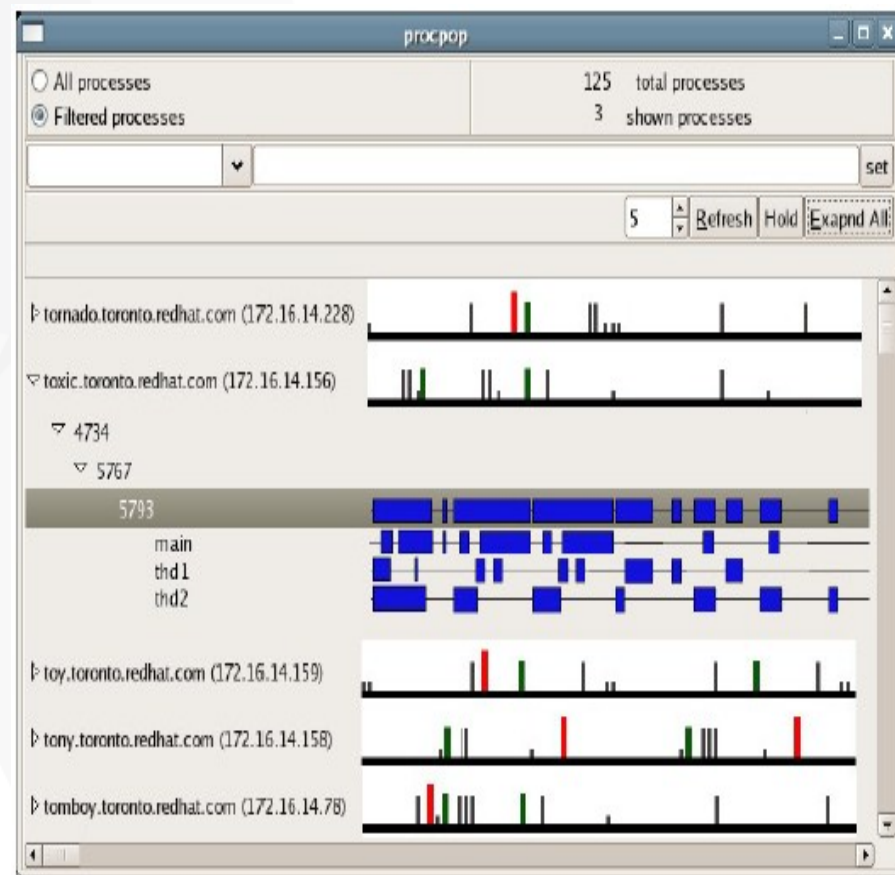 procpop
All processes
125 total processes
Filtered processes
3 shown processes
set
5 Refresh Hold Exapnd All
tornado.toronto.redhat.com (172.16.14.228)
toxic.toronto.redhat.com (172.16.14.156)
4734
5767
5793
main
thd1
thd2
toy.toronto.redhat.com (172.16.14.159)
tony.toronto.redhat.com (172.16.14.158)
tomboy.toronto.redhat.com (172.16.14.78)